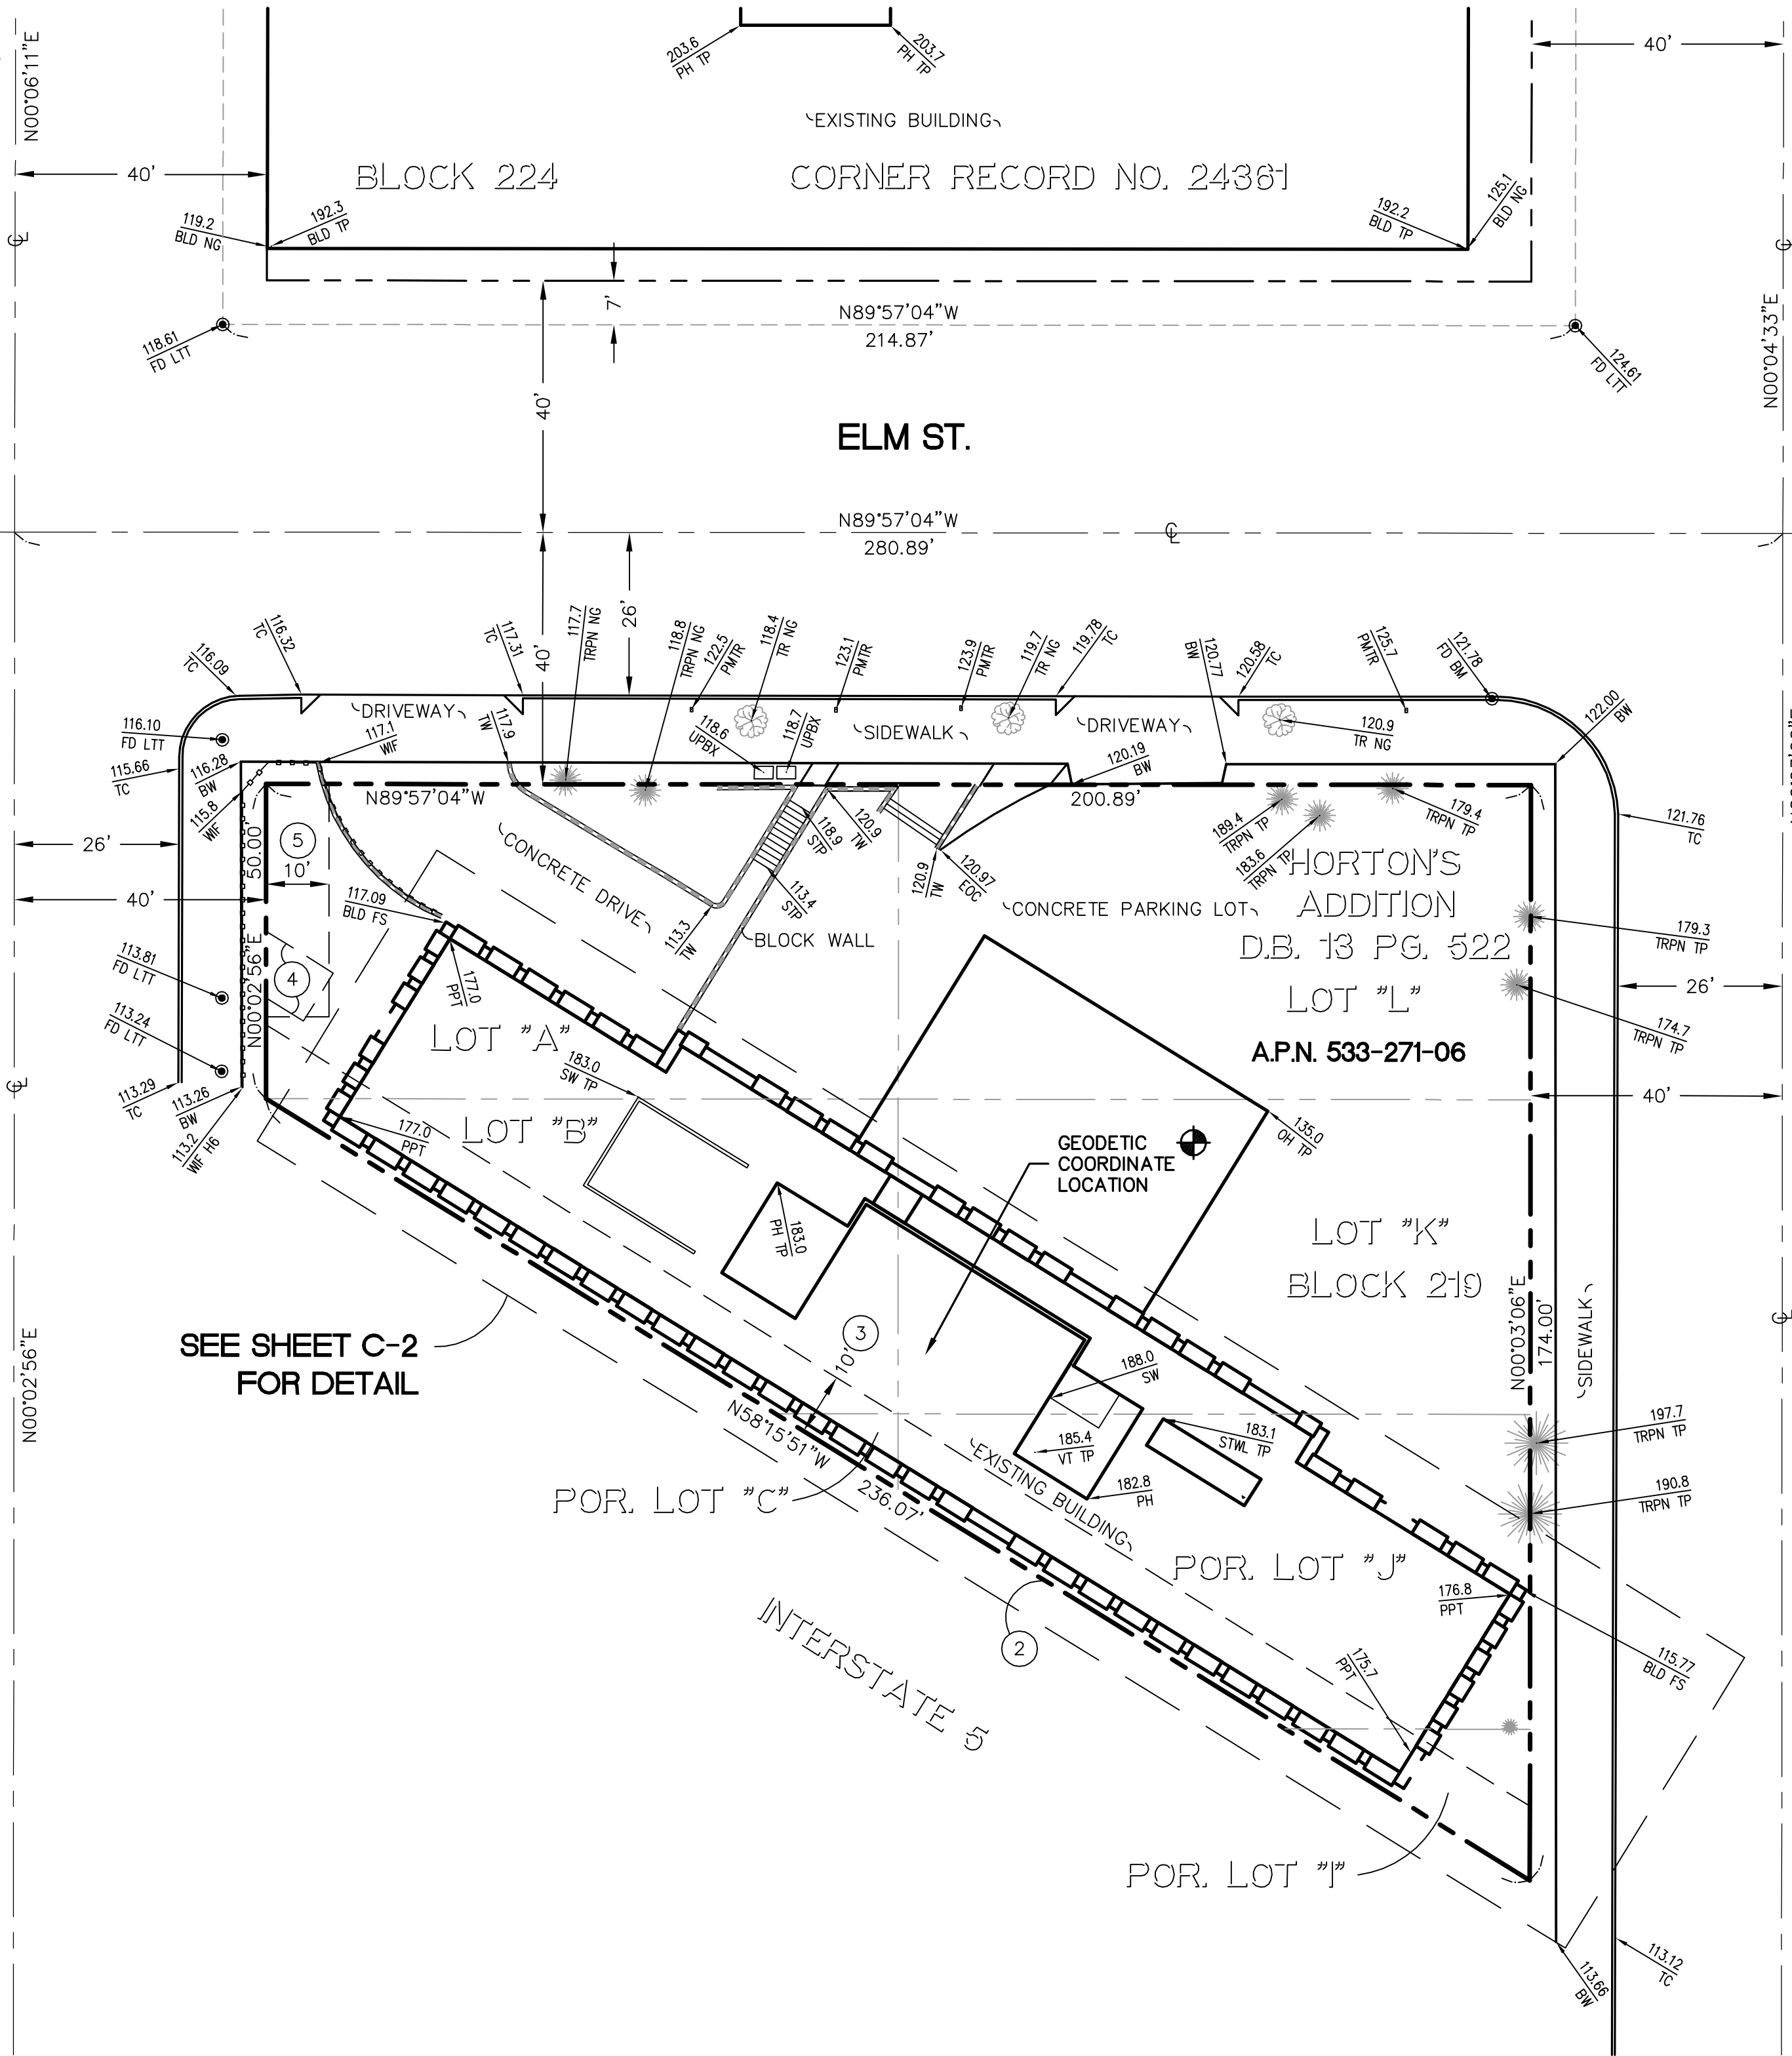 N00°06'11"E
203.6
PH TP
203.7
PH TP
40'
EXISTING BUILDING
40'
BLOCK 224
CORNER RECORD NO. 24361
119.2
BLD NG
192.3
BLD TP
192.2
BLD TP
125.1
BLD NG
7'
N89°57'04"W
214.87'
118.61
FD LTT
124.61
FD LTT
N00°04'33"E
40'
ELM ST.
N89°57'04"W
280.89'
26'
40'
116.09
TC
116.32
TC
117.31
TC
117.7
TRPN NG
118.8
TRPN NG
122.5
PMTR
118.4
TR NG
123.1
PMTR
123.9
PMTR
119.7
TR NG
119.78
TC
120.77
BW
120.58
TC
125.7
PMTR
121.78
FD BM
122.00
BW
116.10
FD LTT
DRIVEWAY
117.1
WIF
117.9
TW
118.6
UPBX
118.7
UPBX
SIDEWALK
DRIVEWAY
120.9
TR NG
115.66
TC
116.28
BW
115.8
WIF
120.19
BW
N89°57'04"W
200.89'
26'
50.00'
5
10'
CONCRETE DRIVE
118.9
STP
120.9
TW
120.9
TW
120.97
EOC
189.4
TRPN TP
183.6
TRPN TP
179.4
TRPN TP
121.76
TC
40'
117.09
BLD FS
113.3
TW
113.4
STP
BLOCK WALL
CONCRETE PARKING LOT
HORTON'S
ADDITION
D.B. 13 PG. 522
LOT "L"
A.P.N. 533-271-06
179.3
TRPN TP
174.7
TRPN TP
26'
40'
113.81
FD LTT
113.24
FD LTT
N00°02'56"E
4
177.0
PPT
LOT "A"
183.0
SW TP
113.29
TC
113.26
BW
113.2
WIF H6
177.0
PPT
LOT "B"
GEODETIC
COORDINATE
LOCATION
135.0
OH TP
183.0
PH TP
LOT "K"
BLOCK 219
N00°03'06"E
174.00'
SIDEWALK
N00°02'56"E
SEE SHEET C-2
FOR DETAIL
3
10'
188.0
SW
185.4
VT TP
183.1
STWL TP
182.8
PH
197.7
TRPN TP
190.8
TRPN TP
N58°15'51"W
236.07'
EXISTING BUILDING
POR. LOT "C"
POR. LOT "J"
176.8
PPT
2
175.7
PPT
115.77
BLD FS
INTERSTATE 5
POR. LOT "I"
113.12
TC
113.66
BW